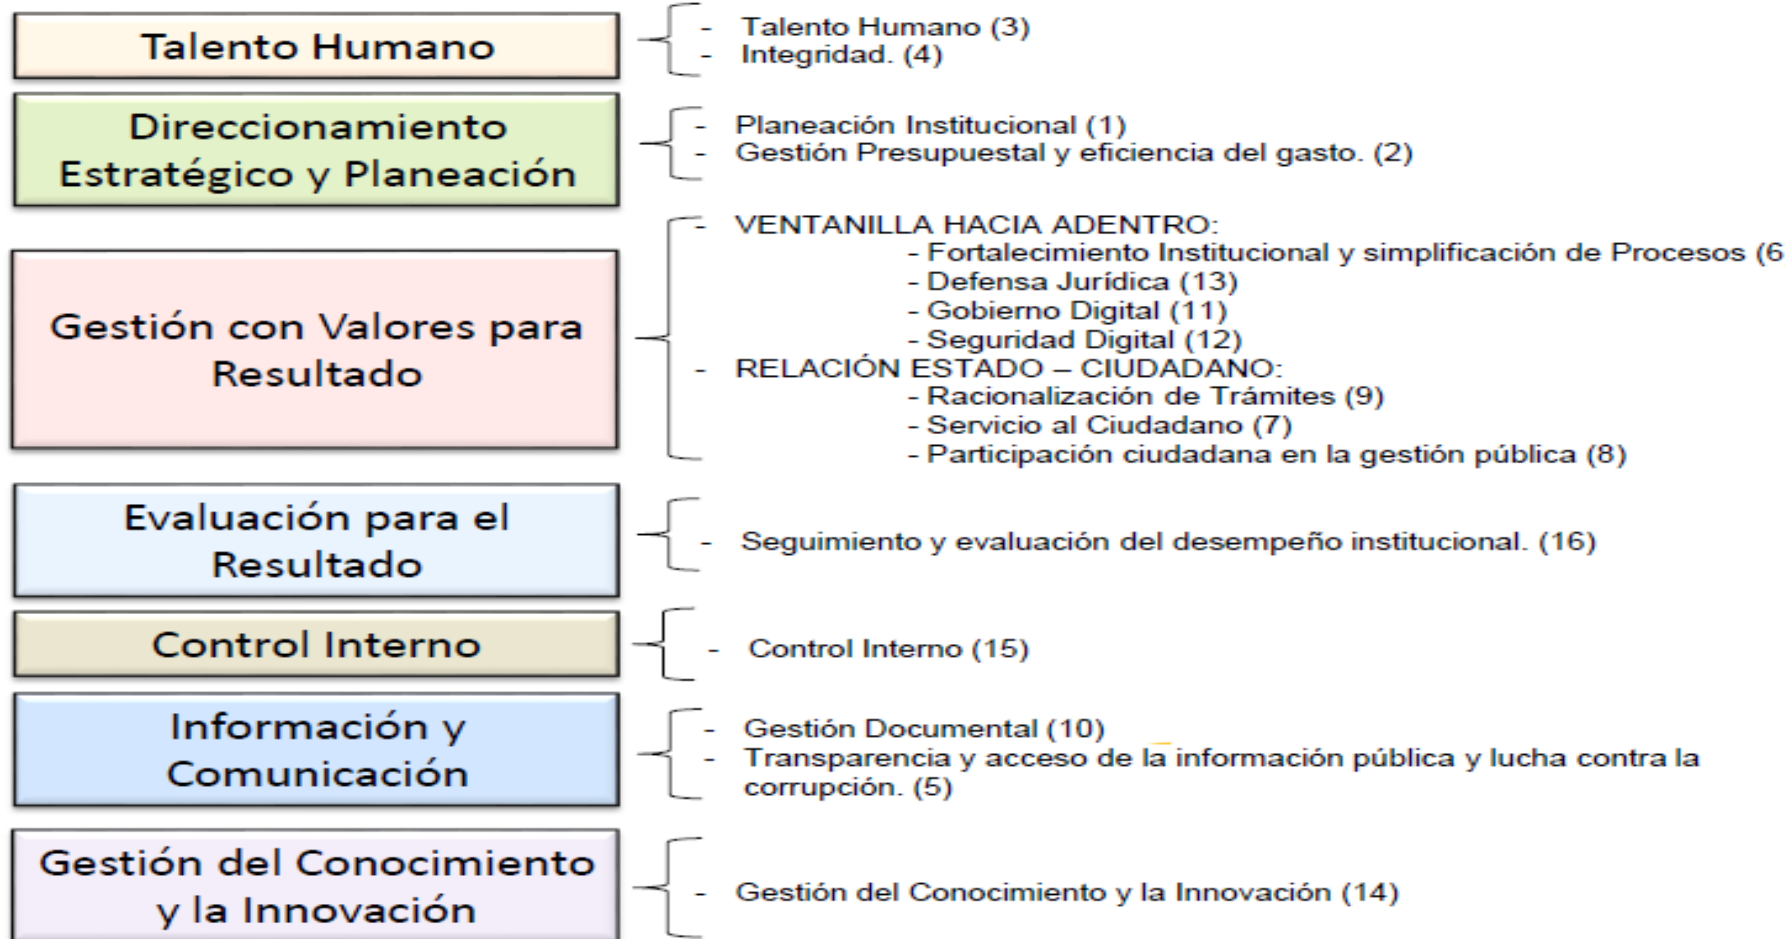 Talento Humano
- Talento Humano (3)
- Integridad. (4)
Direccionamiento
Estratégico y Planeación
- Planeación Institucional (1)
- Gestión Presupuestal y eficiencia del gasto. (2)
Gestión con Valores para
Resultado
- VENTANILLA HACIA ADENTRO:
- Fortalecimiento Institucional y simplificación de Procesos (6
- Defensa Jurídica (13)
- Gobierno Digital (11)
- Seguridad Digital (12)
- RELACIÓN ESTADO – CIUDADANO:
- Racionalización de Trámites (9)
- Servicio al Ciudadano (7)
- Participación ciudadana en la gestión pública (8)
Evaluación para el
Resultado
- Seguimiento y evaluación del desempeño institucional. (16)
Control Interno
- Control Interno (15)
Información y
Comunicación
- Gestión Documental (10)
- Transparencia y acceso de la información pública y lucha contra la
corrupción. (5)
Gestión del Conocimiento
y la Innovación
- Gestión del Conocimiento y la Innovación (14)